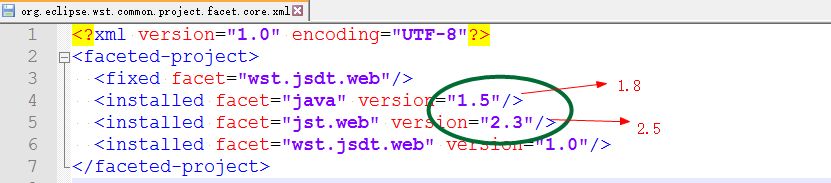 org.eclipse.wst.common.project.facet.core.xml
1 <?xml version="1.0" encoding="UTF-8"?>
2 <faceted-project>
3 <fixed facet="wst.jsdt.web"/>
4 <installed facet="java" version="1.5"/> 1.8
5 <installed facet="jst.web" version="2.3"/> 2.5
6 <installed facet="wst.jsdt.web" version="1.0"/>
7 </faceted-project>